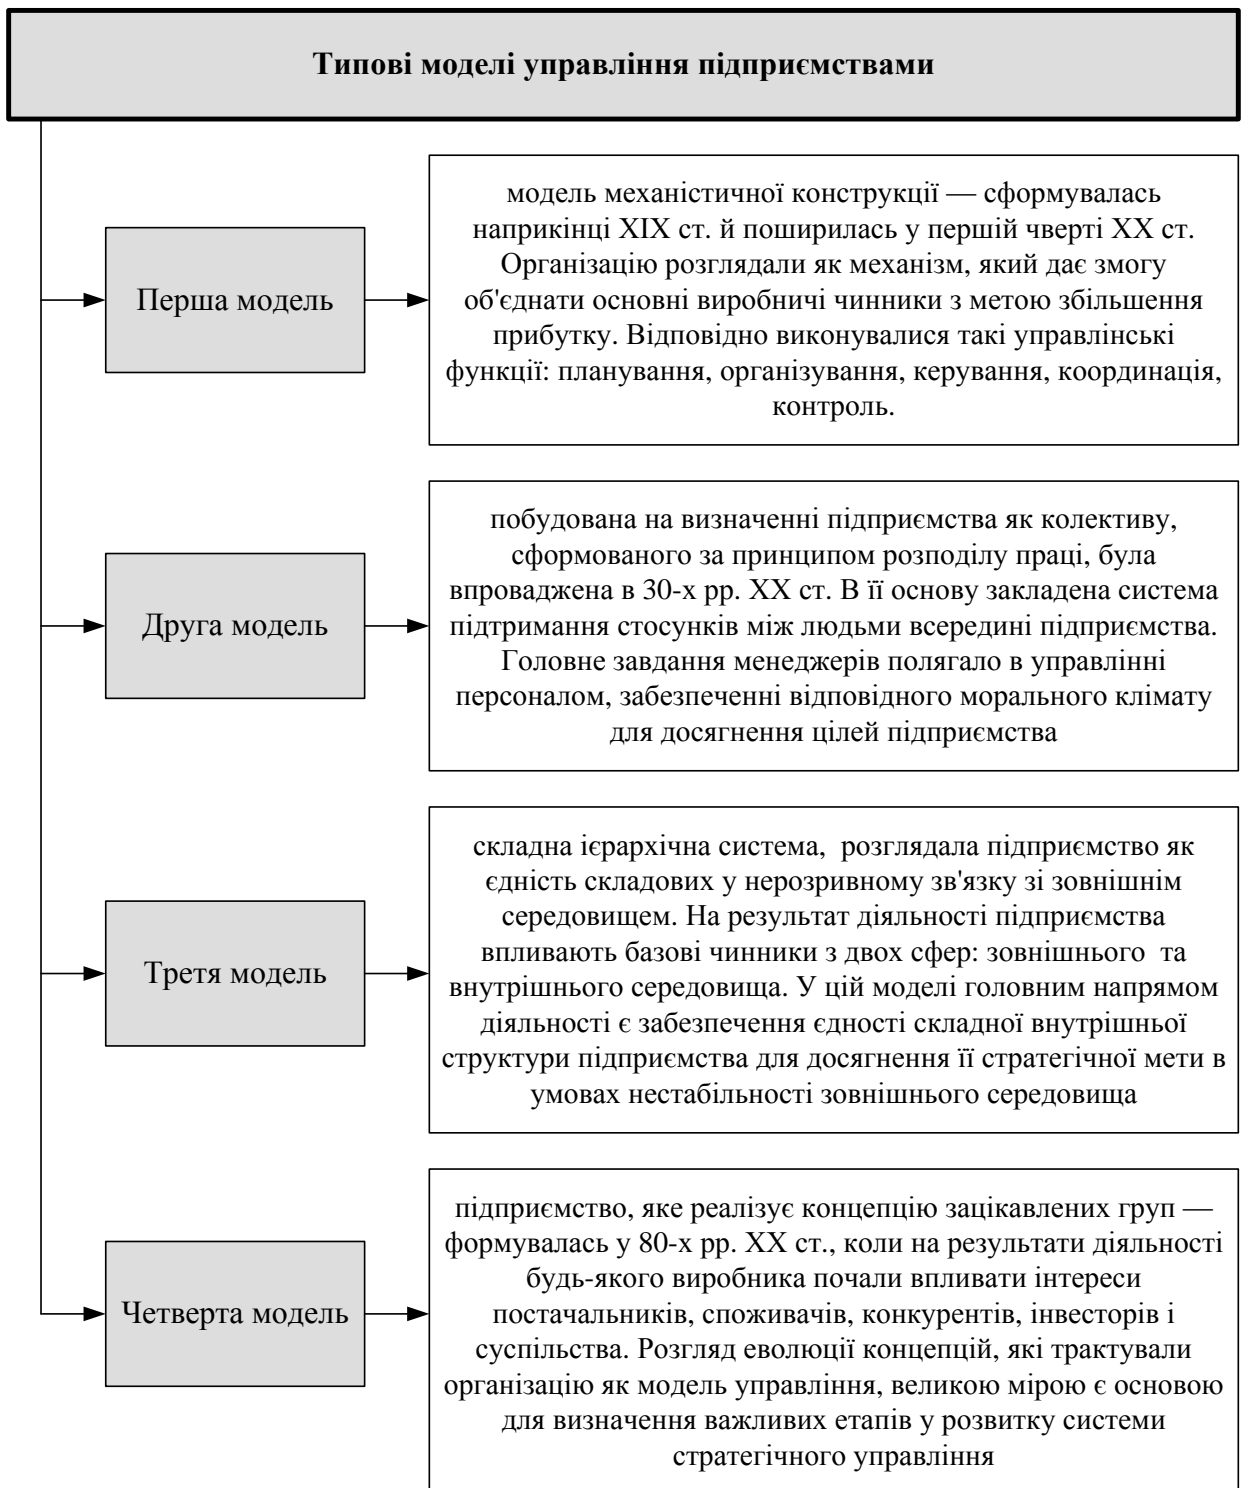 Типові моделі управління підприємствами
Перша модель
модель механістичної конструкції — сформувалась
наприкінці XIX ст. й поширилась у першій чверті XX ст.
Організацію розглядали як механізм, який дає змогу
об'єднати основні виробничі чинники з метою збільшення
прибутку. Відповідно виконувалися такі управлінські
функції: планування, організування, керування, координація,
контроль.
Друга модель
побудована на визначенні підприємства як колективу,
сформованого за принципом розподілу праці, була
впроваджена в 30-х рр. XX ст. В її основу закладена система
підтримання стосунків між людьми всередині підприємства.
Головне завдання менеджерів полягало в управлінні
персоналом, забезпеченні відповідного морального клімату
для досягнення цілей підприємства
Третя модель
складна ієрархічна система,  розглядала підприємство як
єдність складових у нерозривному зв'язку зі зовнішнім
середовищем. На результат діяльності підприємства
впливають базові чинники з двох сфер: зовнішнього  та
внутрішнього середовища. У цій моделі головним напрямом
діяльності є забезпечення єдності складної внутрішньої
структури підприємства для досягнення її стратегічної мети в
умовах нестабільності зовнішнього середовища
Четверта модель
підприємство, яке реалізує концепцію зацікавлених груп —
формувалась у 80-х рр. XX ст., коли на результати діяльності
будь-якого виробника почали впливати інтереси
постачальників, споживачів, конкурентів, інвесторів і
суспільства. Розгляд еволюції концепцій, які трактували
організацію як модель управління, великою мірою є основою
для визначення важливих етапів у розвитку системи
стратегічного управління